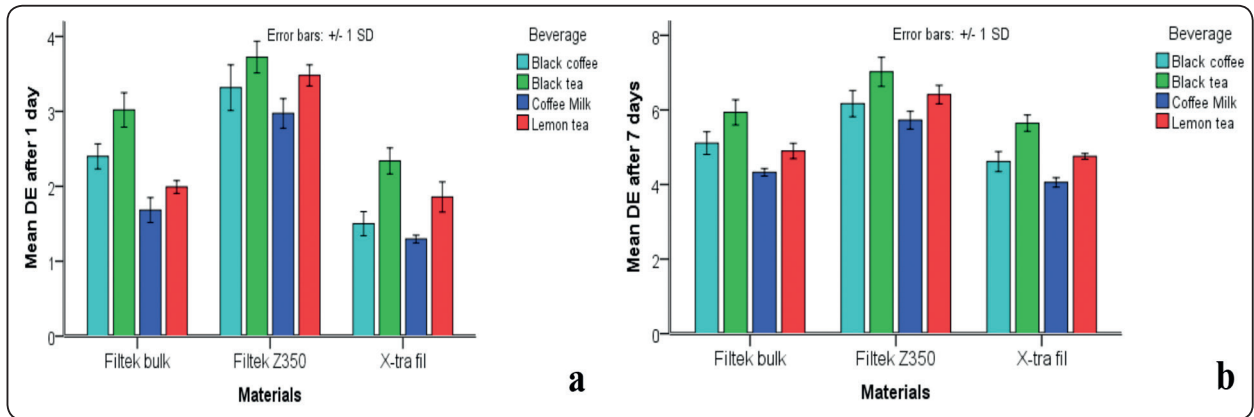 Error bars: +/- 1 SD
Beverage
Black coffee
Black tea
Coffee Milk
Lemon tea
Mean DE after 1 day
4
3
2
1
0
Filtek bulk
Filtek Z350
X-tra fil
Materials
a
Error bars: +/- 1 SD
Beverage
Black coffee
Black tea
Coffee Milk
Lemon tea
Mean DE after 7 days
8
6
4
2
0
Filtek bulk
Filtek Z350
X-tra fil
Materials
b